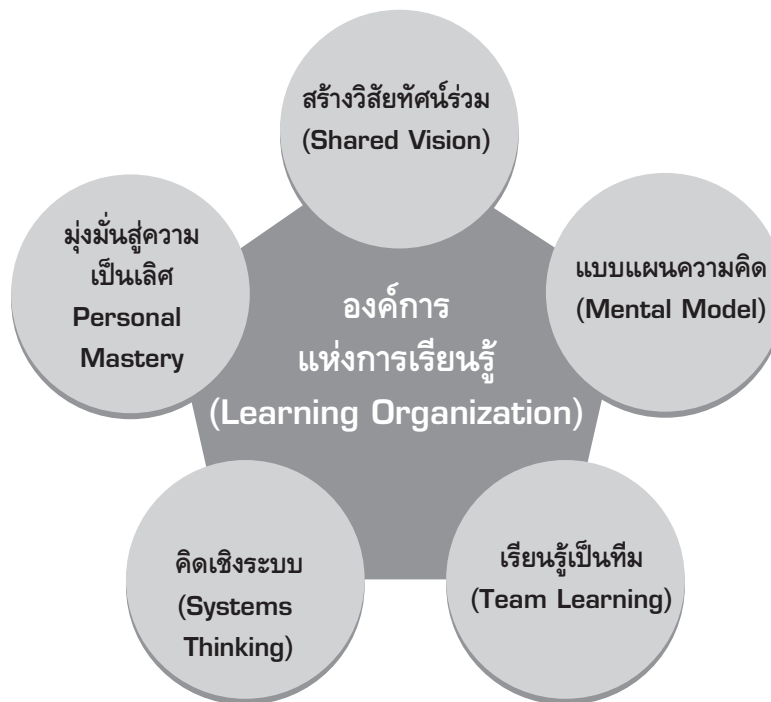 สร้างวิสัยทัศน์ร่วม
(Shared Vision)
มุ่งมั่นสู่ความ
เป็นเลิศ
Personal
Mastery
แบบแผนความคิด
(Mental Model)
องค์การ
แห่งการเรียนรู้
(Learning Organization)
คิดเชิงระบบ
(Systems
Thinking)
เรียนรู้เป็นทีม
(Team Learning)